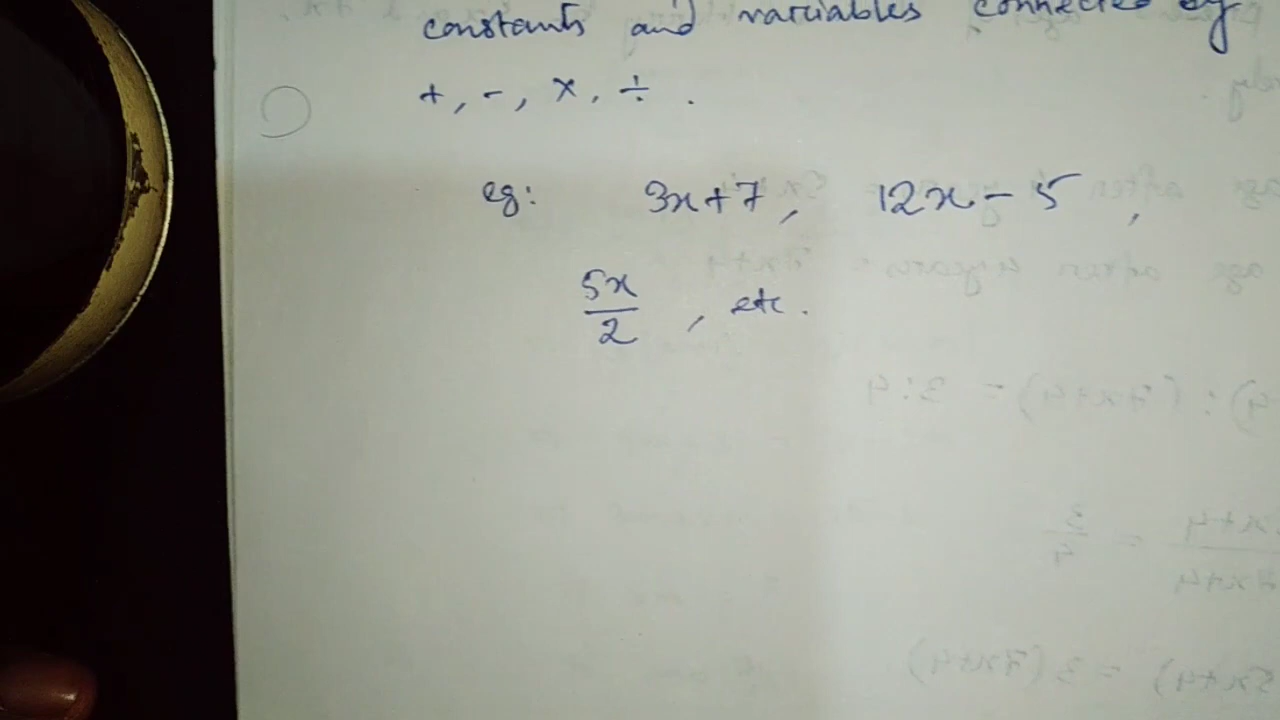 constants and variables connected by
+, -, ×, ÷ .
eg: 3x+7, 12x-5,
5x/2, etc.